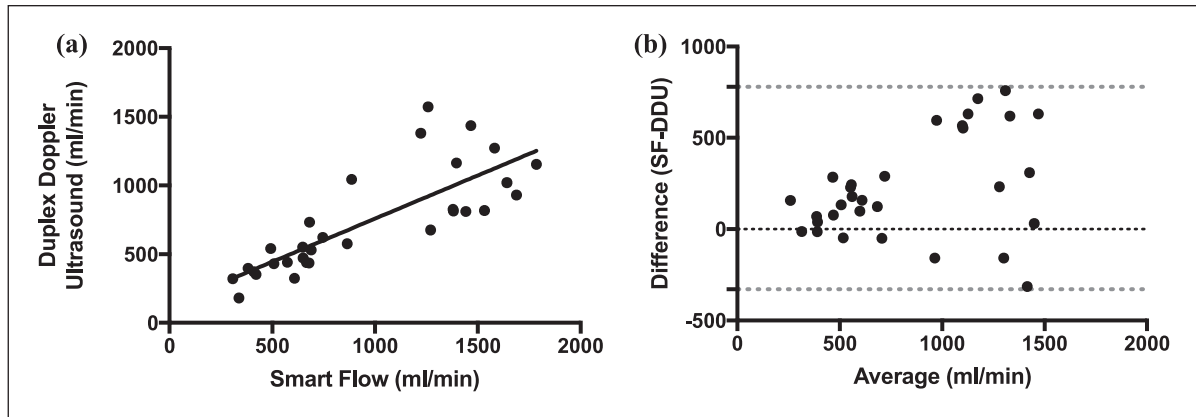 (a)
Duplex Doppler
Ultrasound (ml/min)
2000
1500
1000
500
0
0 500 1000 1500 2000
Smart Flow (ml/min)
(b)
Difference (SF-DDU)
1000
500
0
-500
0 500 1000 1500 2000
Average (ml/min)